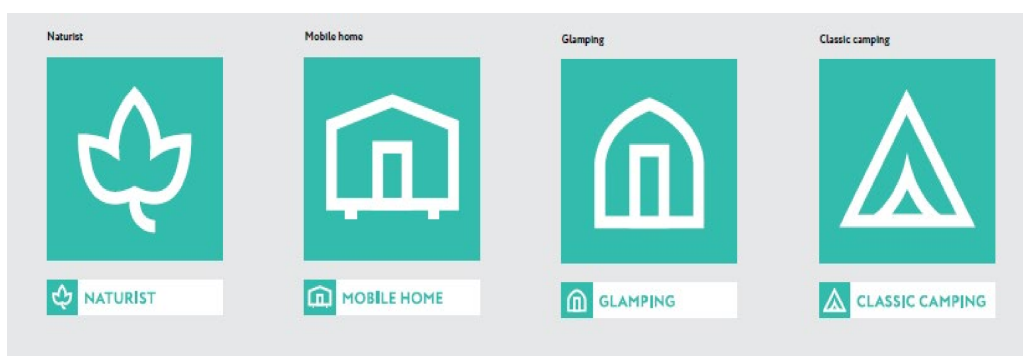 Naturist
Mobile home
Glamping
Classic camping
NATURIST
MOBILE HOME
GLAMPING
CLASSIC CAMPING